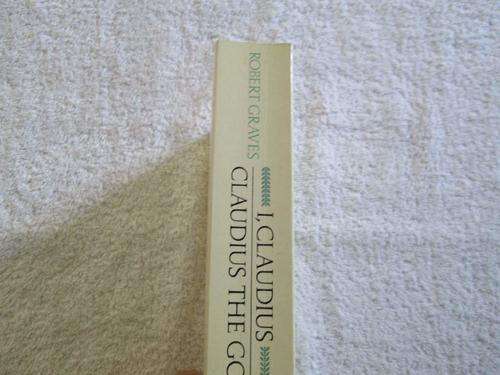 ROBERT GRAVES
I, CLAUDIUS
CLAUDIUS THE GO